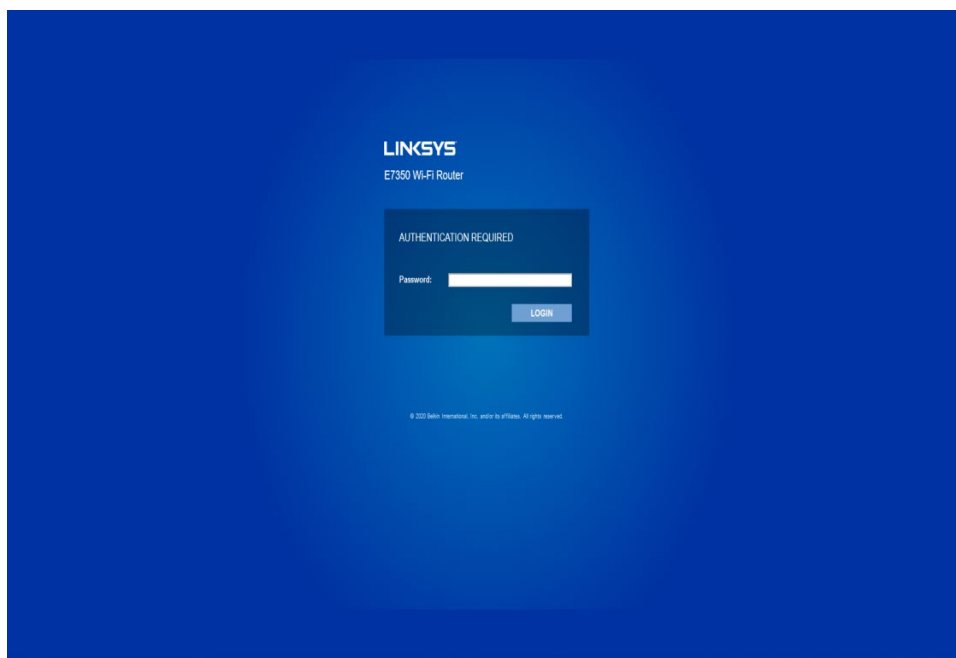 LINKSYS
E7350 Wi-Fi Router
AUTHENTICATION REQUIRED
Password:
LOGIN
© 2020 Belkin International, Inc. and/or its affiliates. All rights reserved.